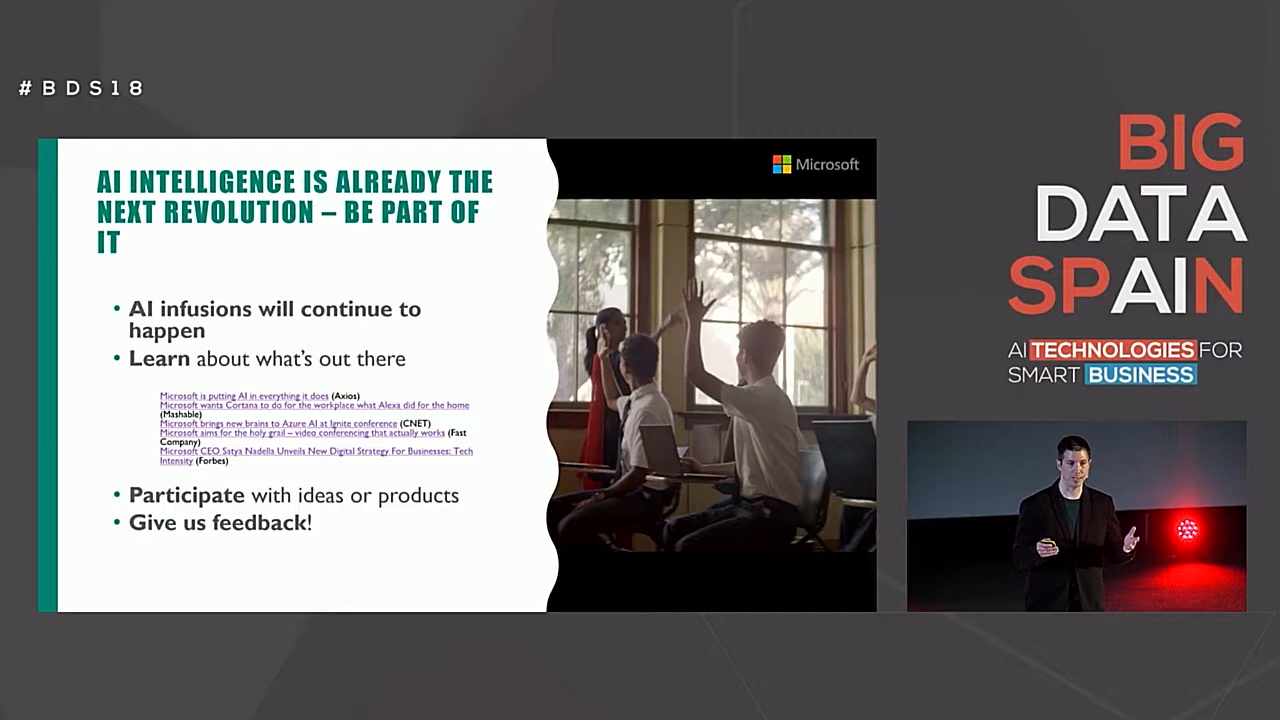 #BDS18
AI INTELLIGENCE IS ALREADY THE
NEXT REVOLUTION – BE PART OF
IT
• AI infusions will continue to
happen
• Learn about what's out there
Microsoft is putting AI in everything it does (Axios)
Microsoft wants Cortana to do for the workplace what Alexa did for the home
(Mashable)
Microsoft brings new brains to Azure AI at Ignite conference (CNET)
Microsoft aims for the holy grail – video conferencing that actually works (Fast
Company)
Microsoft CEO Satya Nadella Unveils New Digital Strategy For Businesses: Tech
Intensity (Forbes)
• Participate with ideas or products
• Give us feedback!
Microsoft
BIG
DATA
SPAIN
AI TECHNOLOGIES FOR
SMART BUSINESS